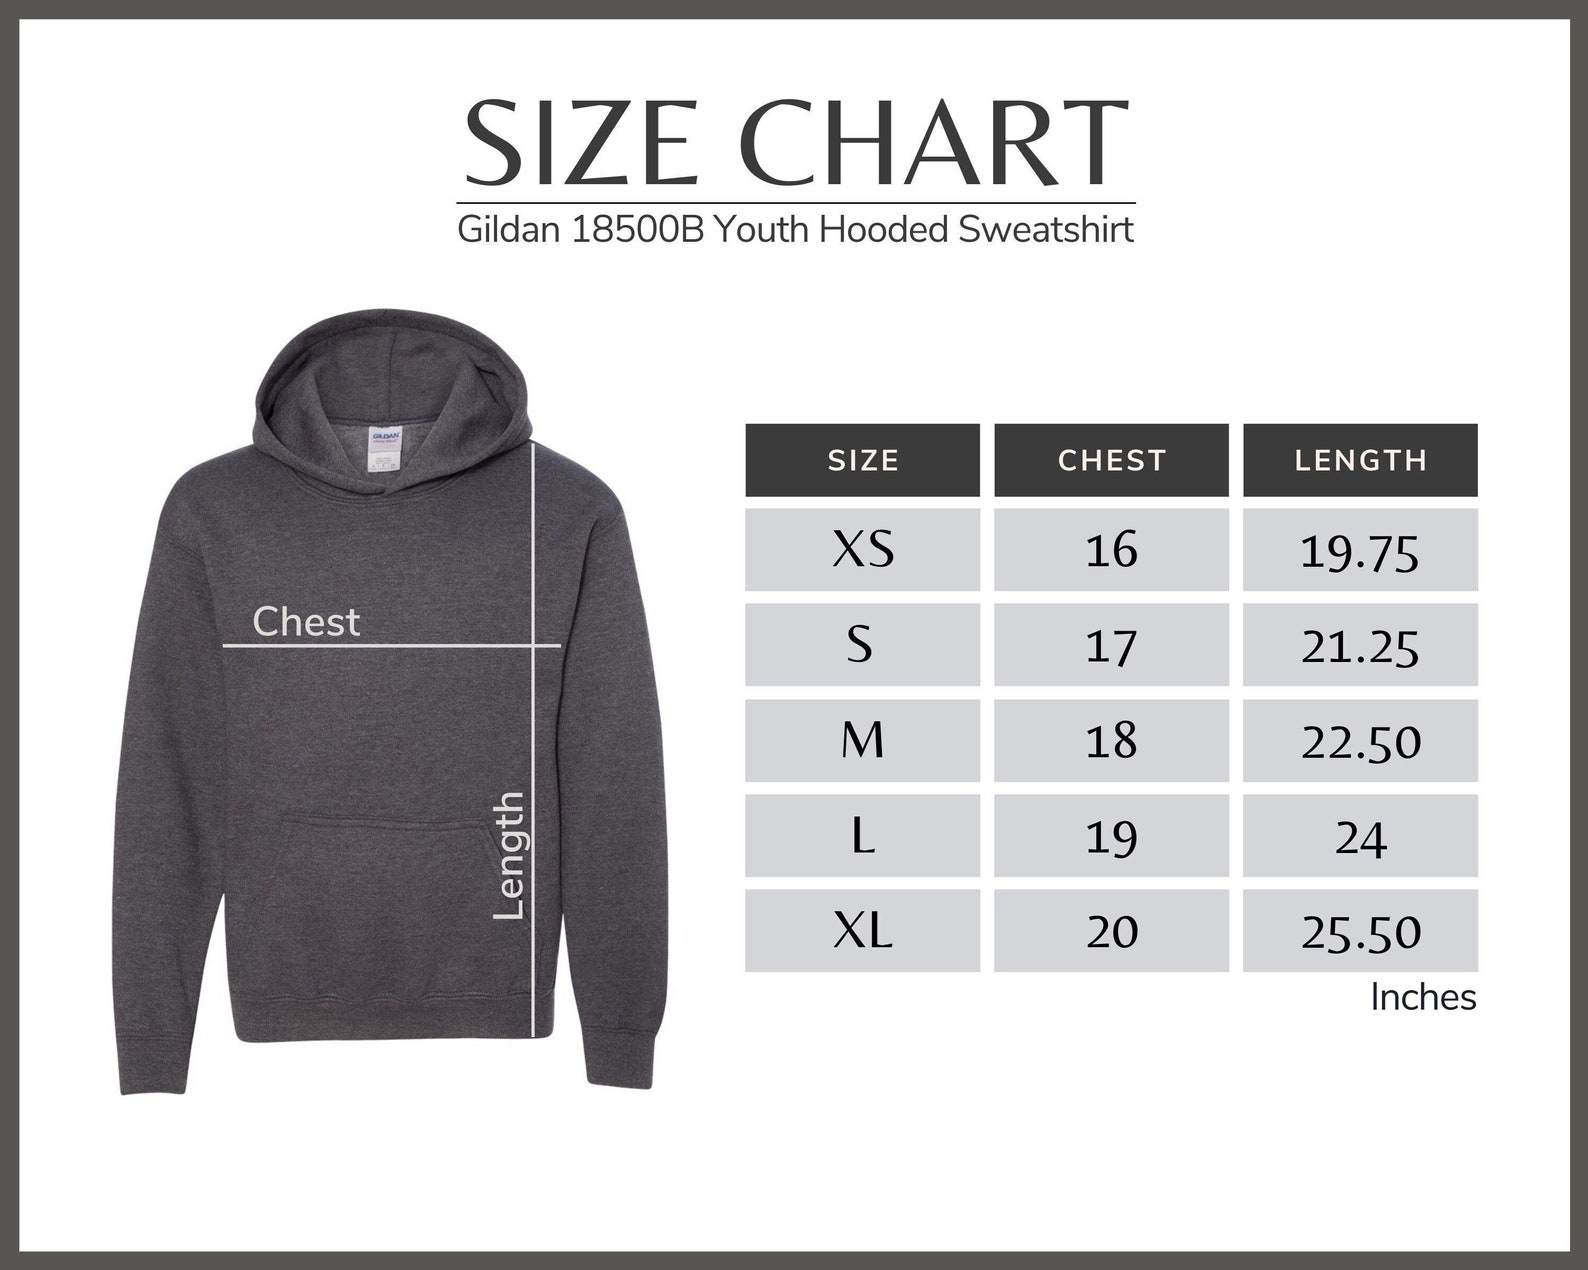 SIZE CHART
Gildan 18500B Youth Hooded Sweatshirt
GILDAN
Chest
Length
SIZE CHEST LENGTH
XS 16 19.75
S 17 21.25
M 18 22.50
L 19 24
XL 20 25.50
Inches